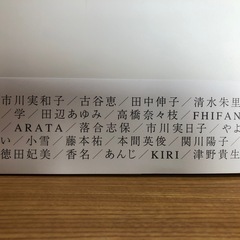 市川実和子／古谷恵／田中伸子／清水朱里
／学／田辺あゆみ／高橋奈々枝／FHIFAN
／ARATA／落合志保／市川実日子／やよ
い／小雪／藤本祐／本間英俊／関川陽子／
徳田妃美／香名／あんじ／KIRI／津野貴生